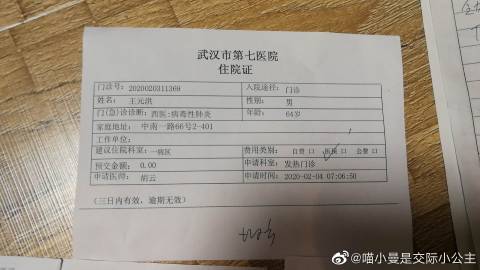 武汉市第七医院
住院证
门诊号: 2020020311369 入院途径: 门诊
姓名: 王元洪 性别: 男
门(急)诊诊断: 西医:病毒性肺炎 年龄: 64岁
家庭地址: 中南一路66号2-401
工作单位:
建议住院科室: 一病区 费用类别: 自费 口 医保 口 公费 口
预交金额: 0.00 申请科室: 发热门诊
申请医师: 胡云 申请时间: 2020-02-04 07:06:50
(三日内有效,逾期无效)
@喵小曼是交际小公主